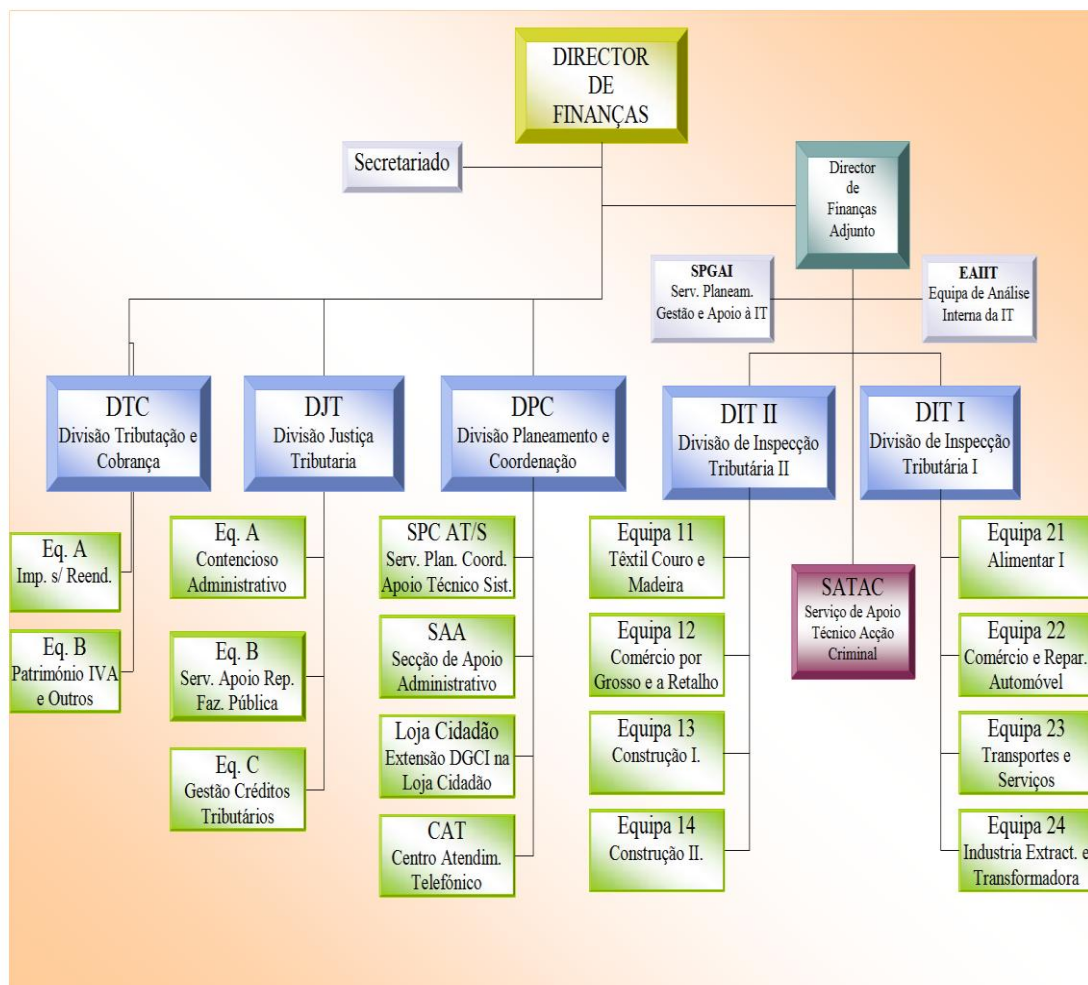 DIRECTOR
DE
FINANÇAS
Secretariado
Director
de
Finanças
Adjunto
SPGAI
Serv. Planeam.
Gestão e Apoio à IT
EAIIT
Equipa de Análise
Interna da IT
DTC
Divisão Tributação e
Cobrança
DJT
Divisão Justiça
Tributaria
DPC
Divisão Planeamento e
Coordenação
DIT II
Divisão de Inspecção
Tributária II
DIT I
Divisão de Inspecção
Tributária I
Eq. A
Imp. s/ Reend.
Eq. B
Património IVA
e Outros
Eq. A
Contencioso
Administrativo
Eq. B
Serv. Apoio Rep.
Faz. Pública
Eq. C
Gestão Créditos
Tributários
SPC AT/S
Serv. Plan. Coord.
Apoio Técnico Sist.
SAA
Secção de Apoio
Administrativo
Loja Cidadão
Extensão DGCI na
Loja Cidadão
CAT
Centro Atendim.
Telefónico
Equipa 11
Têxtil Couro e
Madeira
Equipa 12
Comércio por
Grosso e a Retalho
Equipa 13
Construção I.
Equipa 14
Construção II.
SATAC
Serviço de Apoio
Técnico Acção
Criminal
Equipa 21
Alimentar I
Equipa 22
Comércio e Repar.
Automóvel
Equipa 23
Transportes e
Serviços
Equipa 24
Industria Extract. e
Transformadora